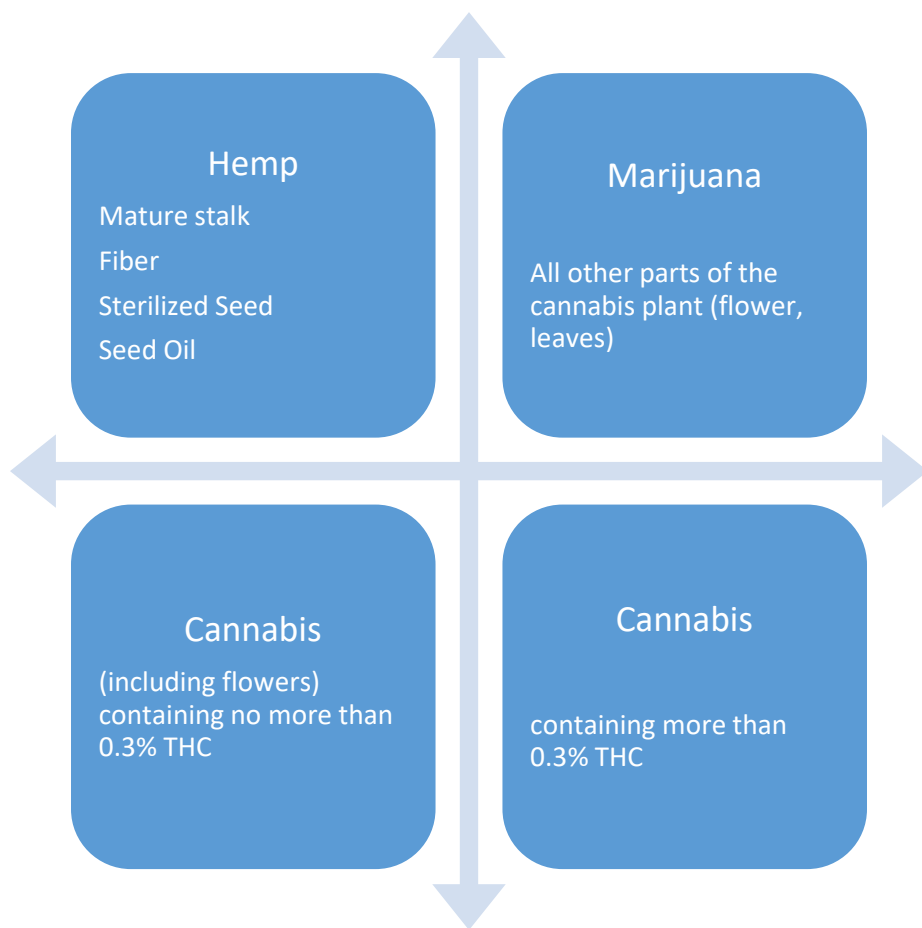 Hemp
Mature stalk
Fiber
Sterilized Seed
Seed Oil
Marijuana
All other parts of the
cannabis plant (flower,
leaves)
Cannabis
(including flowers)
containing no more than
0.3% THC
Cannabis
containing more than
0.3% THC